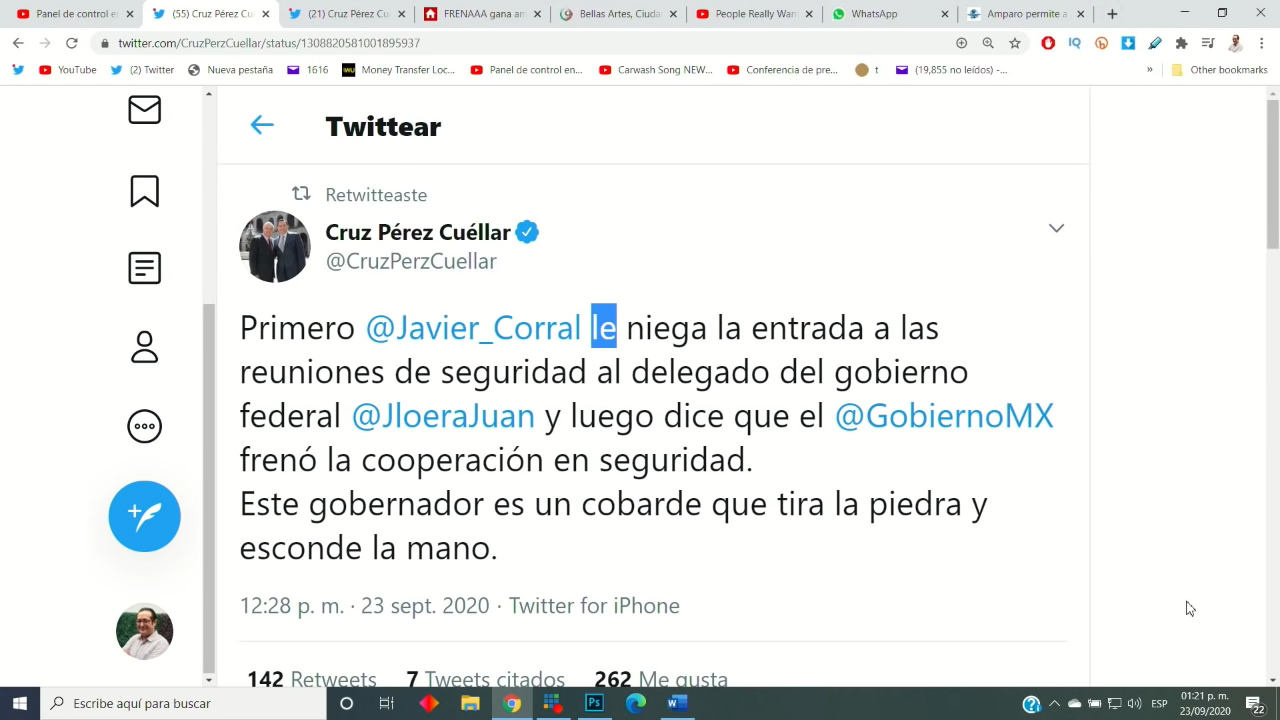 Panel de control e
(55) Cruz Perez Cu
(21) Twitter
FRENAAA gana am
Bellas Artes, Ciuda
People Really Wan
WhatsApp
Amparo permite a
twitter.com/CruzPerzCuellar/status/1308820581001895937
YouTube
(2) Twitter
Nueva pestaña
1616
Money Transfer Loc...
Panel de control en...
Carwash Song NEW...
Conferencia de pre...
t
(19,855 no leídos) -...
»
Other bookmarks
Twittear
Retwitteaste
Cruz Pérez Cuéllar
@CruzPerzCuellar
Primero @Javier_Corral le niega la entrada a las
reuniones de seguridad al delegado del gobierno
federal @JloeraJuan y luego dice que el @GobiernoMX
frenó la cooperación en seguridad.
Este gobernador es un cobarde que tira la piedra y
esconde la mano.
12:28 p. m. · 23 sept. 2020 · Twitter for iPhone
142 Retweets 7 Tweets citados 262 Me gusta
Escribe aquí para buscar
ESP
01:21 p. m.
23/09/2020
22